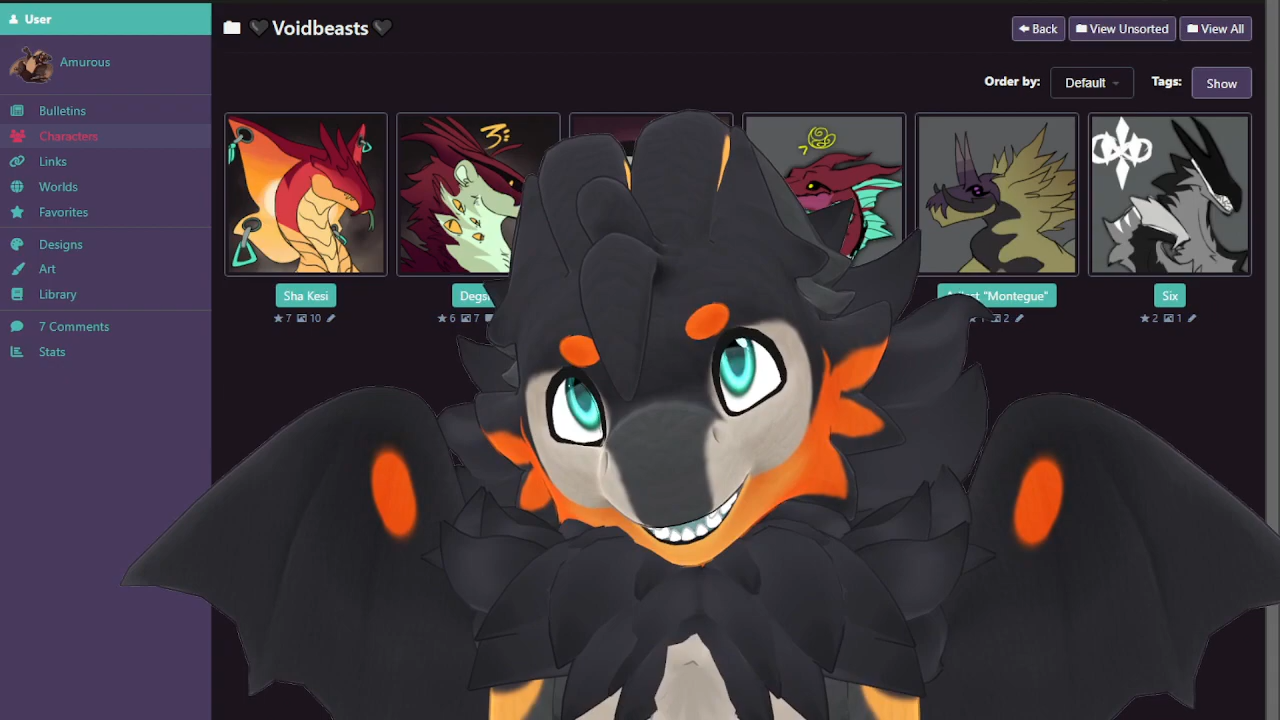 User
Voidbeasts
Back
View Unsorted
View All
Amurous
Order by:
Default
Tags:
Show
Bulletins
Characters
Links
Worlds
Favorites
Designs
Art
Library
7 Comments
Stats
Sha Kesi
"Montegue"
Six
7 10
6 7
2
2 1